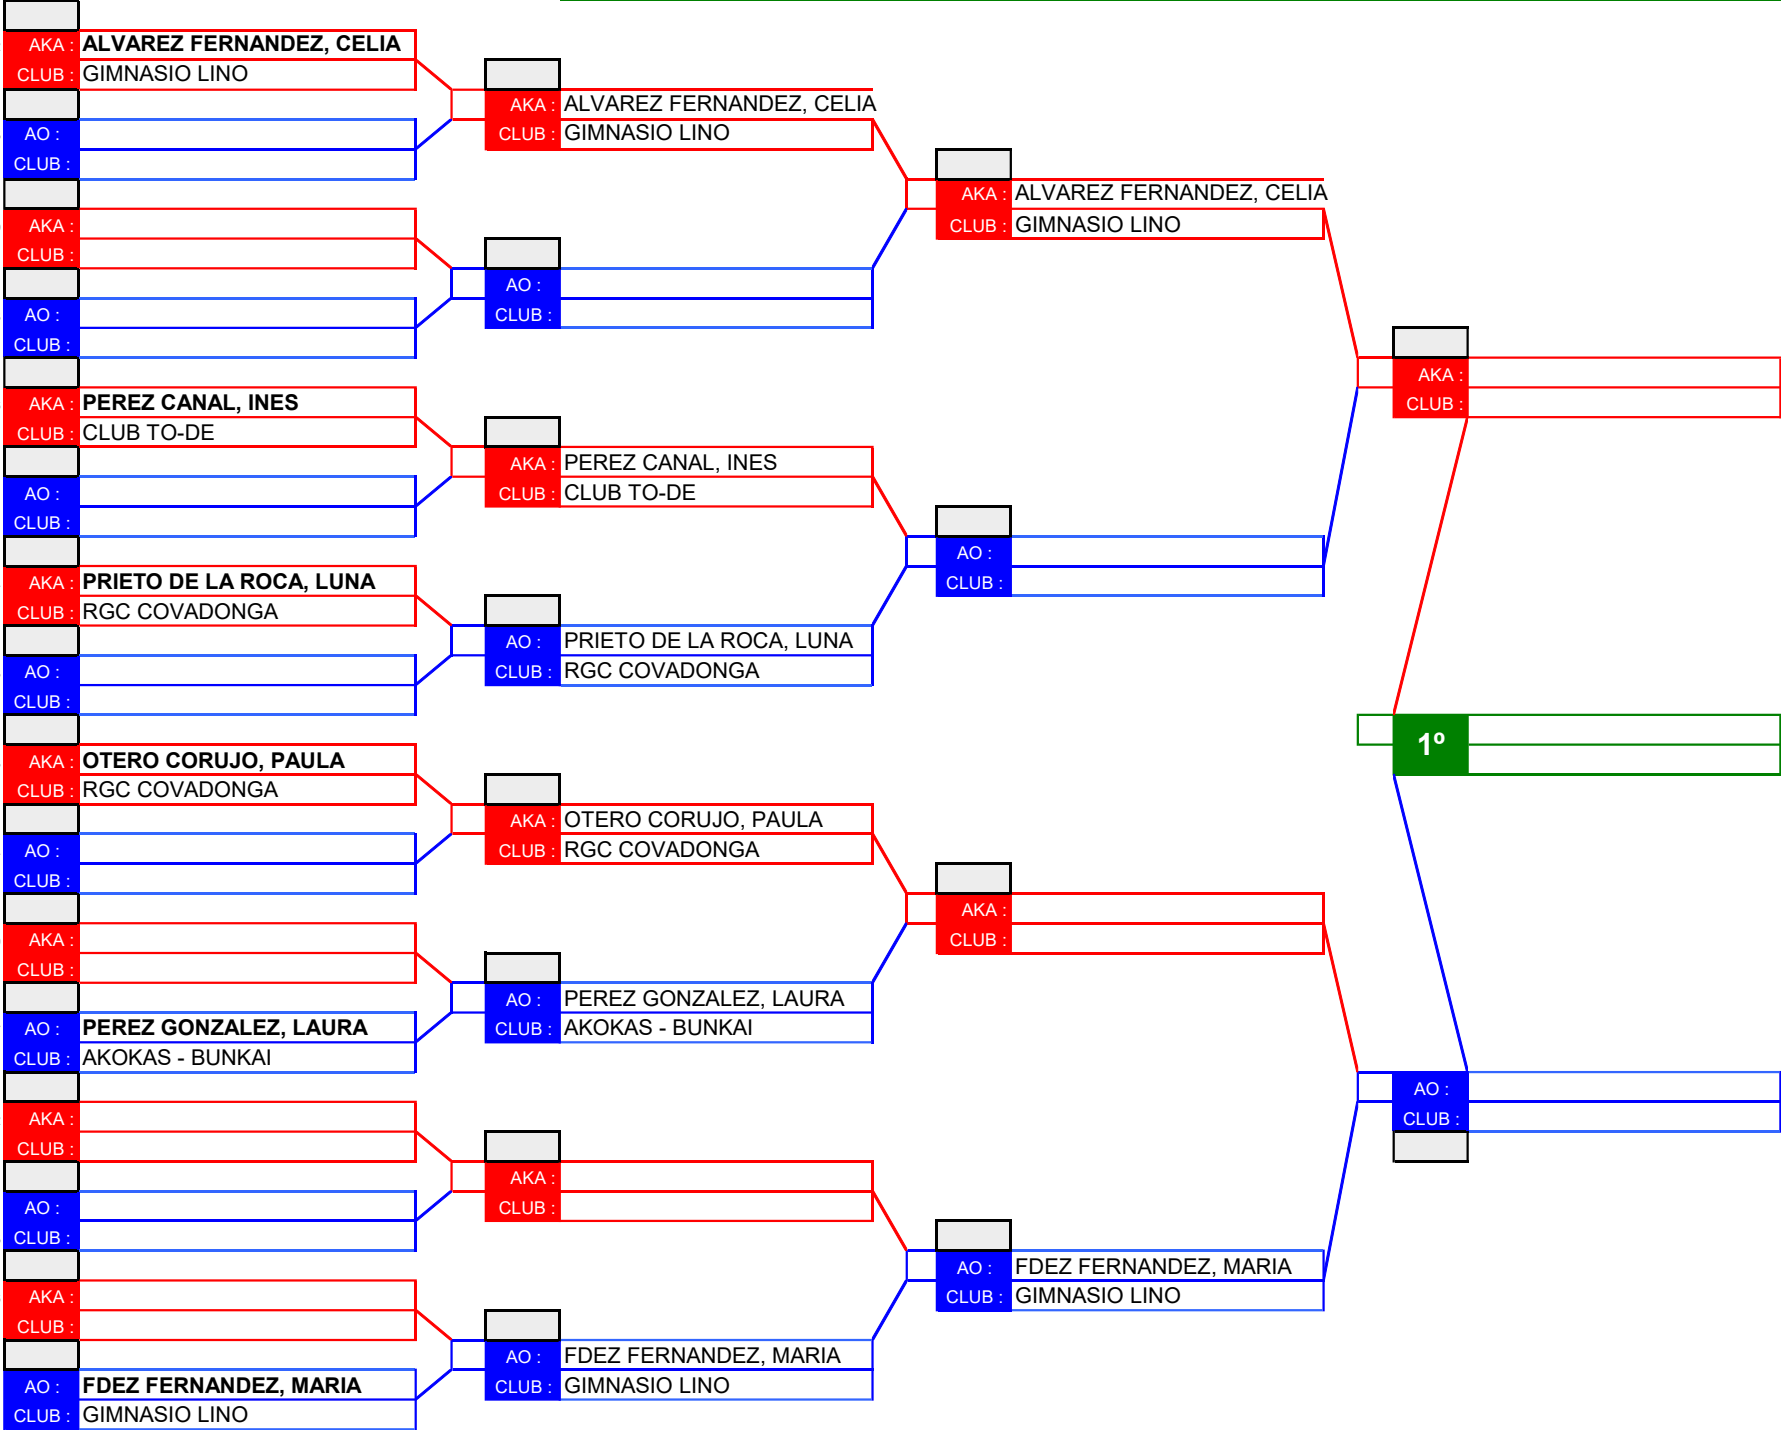 AKA : ALVAREZ FERNANDEZ, CELIA
CLUB : GIMNASIO LINO
AO :
CLUB :
AKA :
CLUB :
AO :
CLUB :
AKA : PEREZ CANAL, INES
CLUB : CLUB TO-DE
AO :
CLUB :
AKA : PRIETO DE LA ROCA, LUNA
CLUB : RGC COVADONGA
AO :
CLUB :
AKA : OTERO CORUJO, PAULA
CLUB : RGC COVADONGA
AO :
CLUB :
AKA :
CLUB :
AO : PEREZ GONZALEZ, LAURA
CLUB : AKOKAS - BUNKAI
AKA :
CLUB :
AO :
CLUB :
AKA :
CLUB :
AO : FDEZ FERNANDEZ, MARIA
CLUB : GIMNASIO LINO
AKA : ALVAREZ FERNANDEZ, CELIA
CLUB : GIMNASIO LINO
AO :
CLUB :
AKA : PEREZ CANAL, INES
CLUB : CLUB TO-DE
AO : PRIETO DE LA ROCA, LUNA
CLUB : RGC COVADONGA
AKA : OTERO CORUJO, PAULA
CLUB : RGC COVADONGA
AO : PEREZ GONZALEZ, LAURA
CLUB : AKOKAS - BUNKAI
AKA :
CLUB :
AO : FDEZ FERNANDEZ, MARIA
CLUB : GIMNASIO LINO
AKA : ALVAREZ FERNANDEZ, CELIA
CLUB : GIMNASIO LINO
AO :
CLUB :
AKA :
CLUB :
AO : FDEZ FERNANDEZ, MARIA
CLUB : GIMNASIO LINO
AKA :
CLUB :
1º
AO :
CLUB :